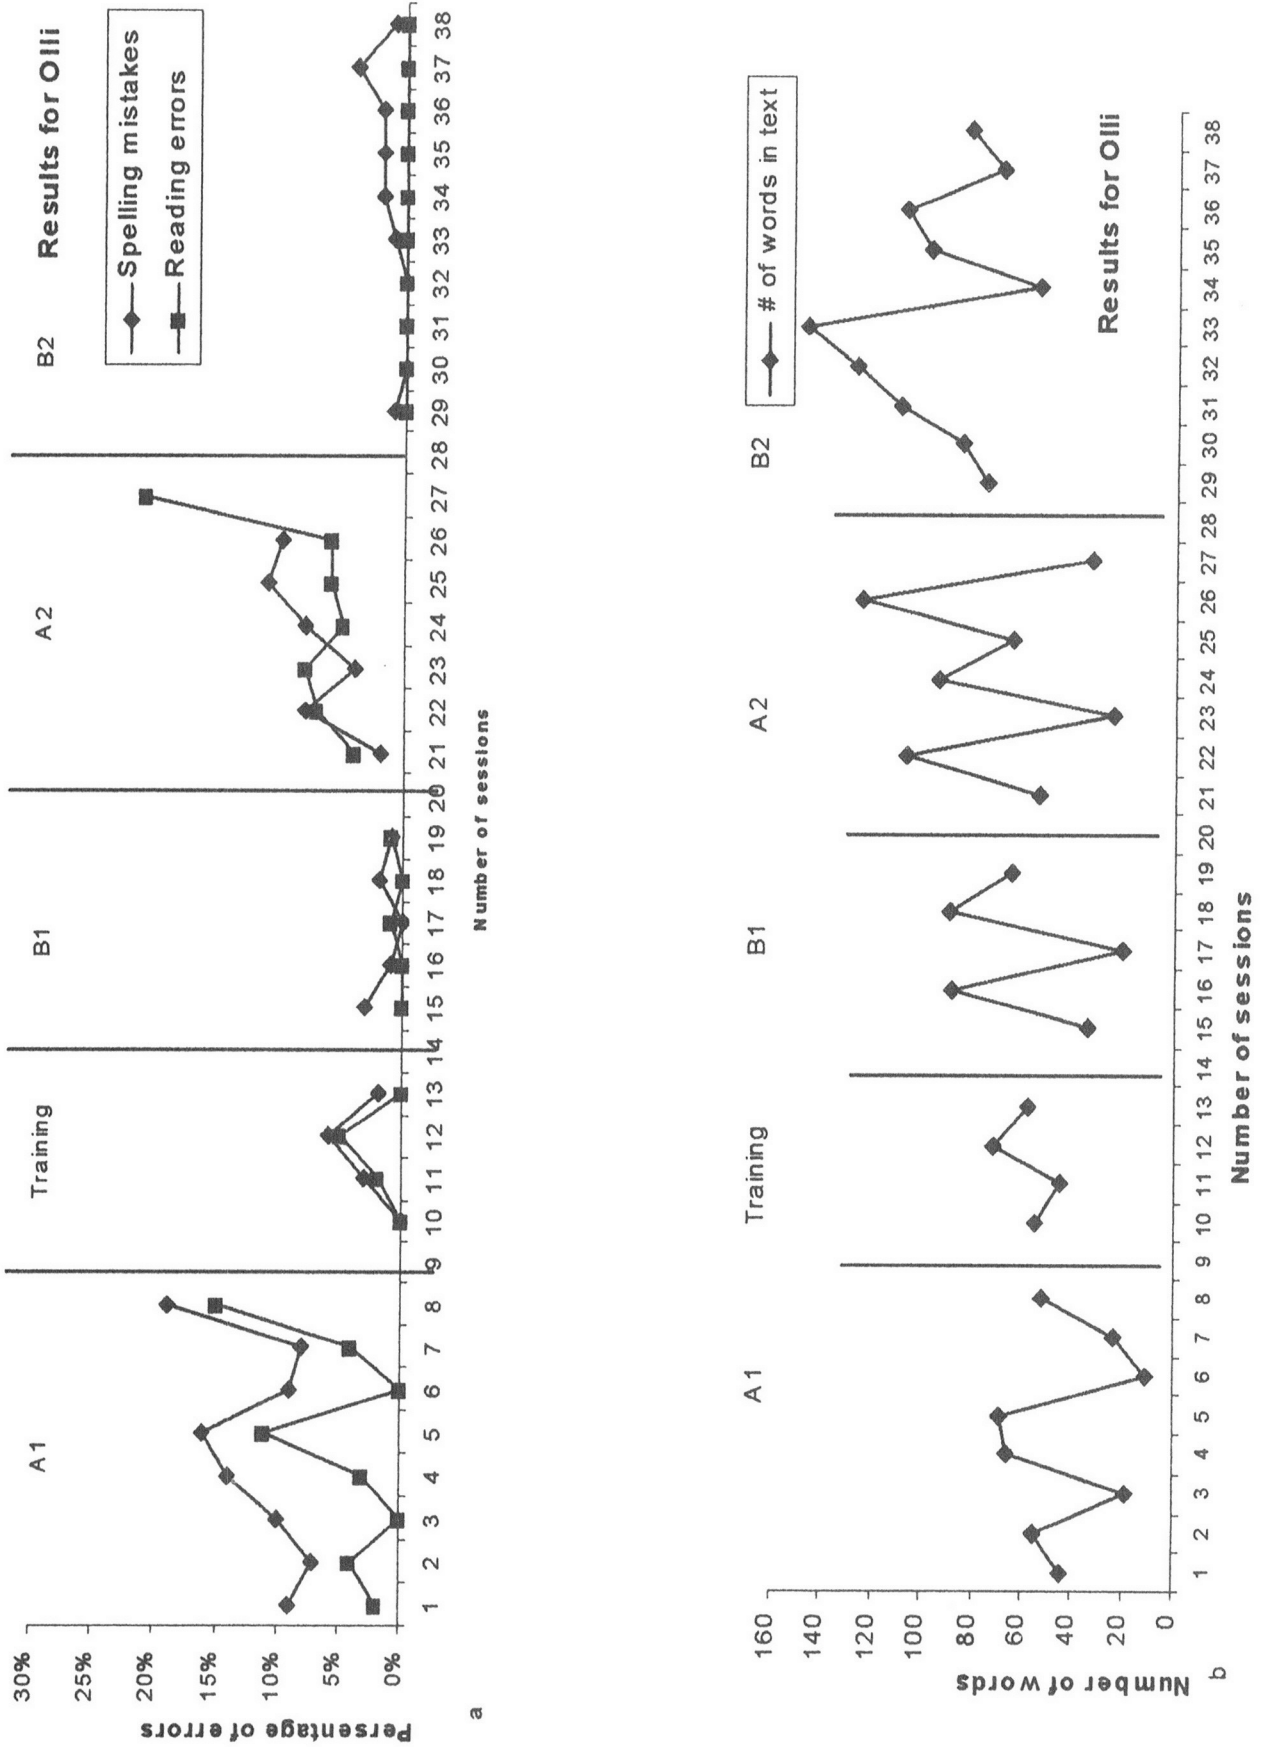 Results for Olli
Spelling mistakes
Reading errors
A1
Training
B1
A2
B2
30%
25%
20%
15%
10%
5%
0%
Persentage of errors
1 2 3 4 5 6 7 8 9 10 11 12 13 14 15 16 17 18 19 20 21 22 23 24 25 26 27 28 29 30 31 32 33 34 35 36 37 38
Number of sessions
a
# of words in text
A1
Training
B1
A2
B2
Results for Olli
160
140
120
100
80
60
40
20
0
Number of words
1 2 3 4 5 6 7 8 9 10 11 12 13 14 15 16 17 18 19 20 21 22 23 24 25 26 27 28 29 30 31 32 33 34 35 36 37 38
Number of sessions
b